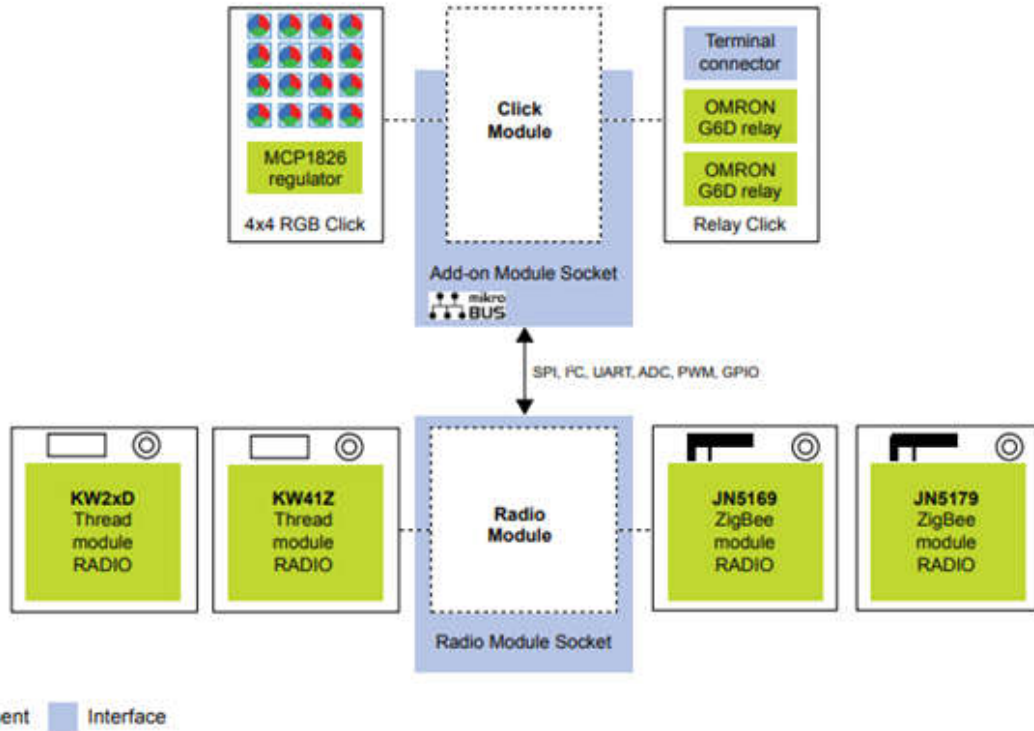 Terminal
connector
Click
Module
OMRON
G6D relay
MCP1826
regulator
OMRON
G6D relay
4x4 RGB Click
Relay Click
Add-on Module Socket
mikro
BUS
SPI, I²C, UART, ADC, PWM, GPIO
KW2xD
Thread
module
RADIO
KW41Z
Thread
module
RADIO
Radio
Module
JN5169
ZigBee
module
RADIO
JN5179
ZigBee
module
RADIO
Radio Module Socket
Interface